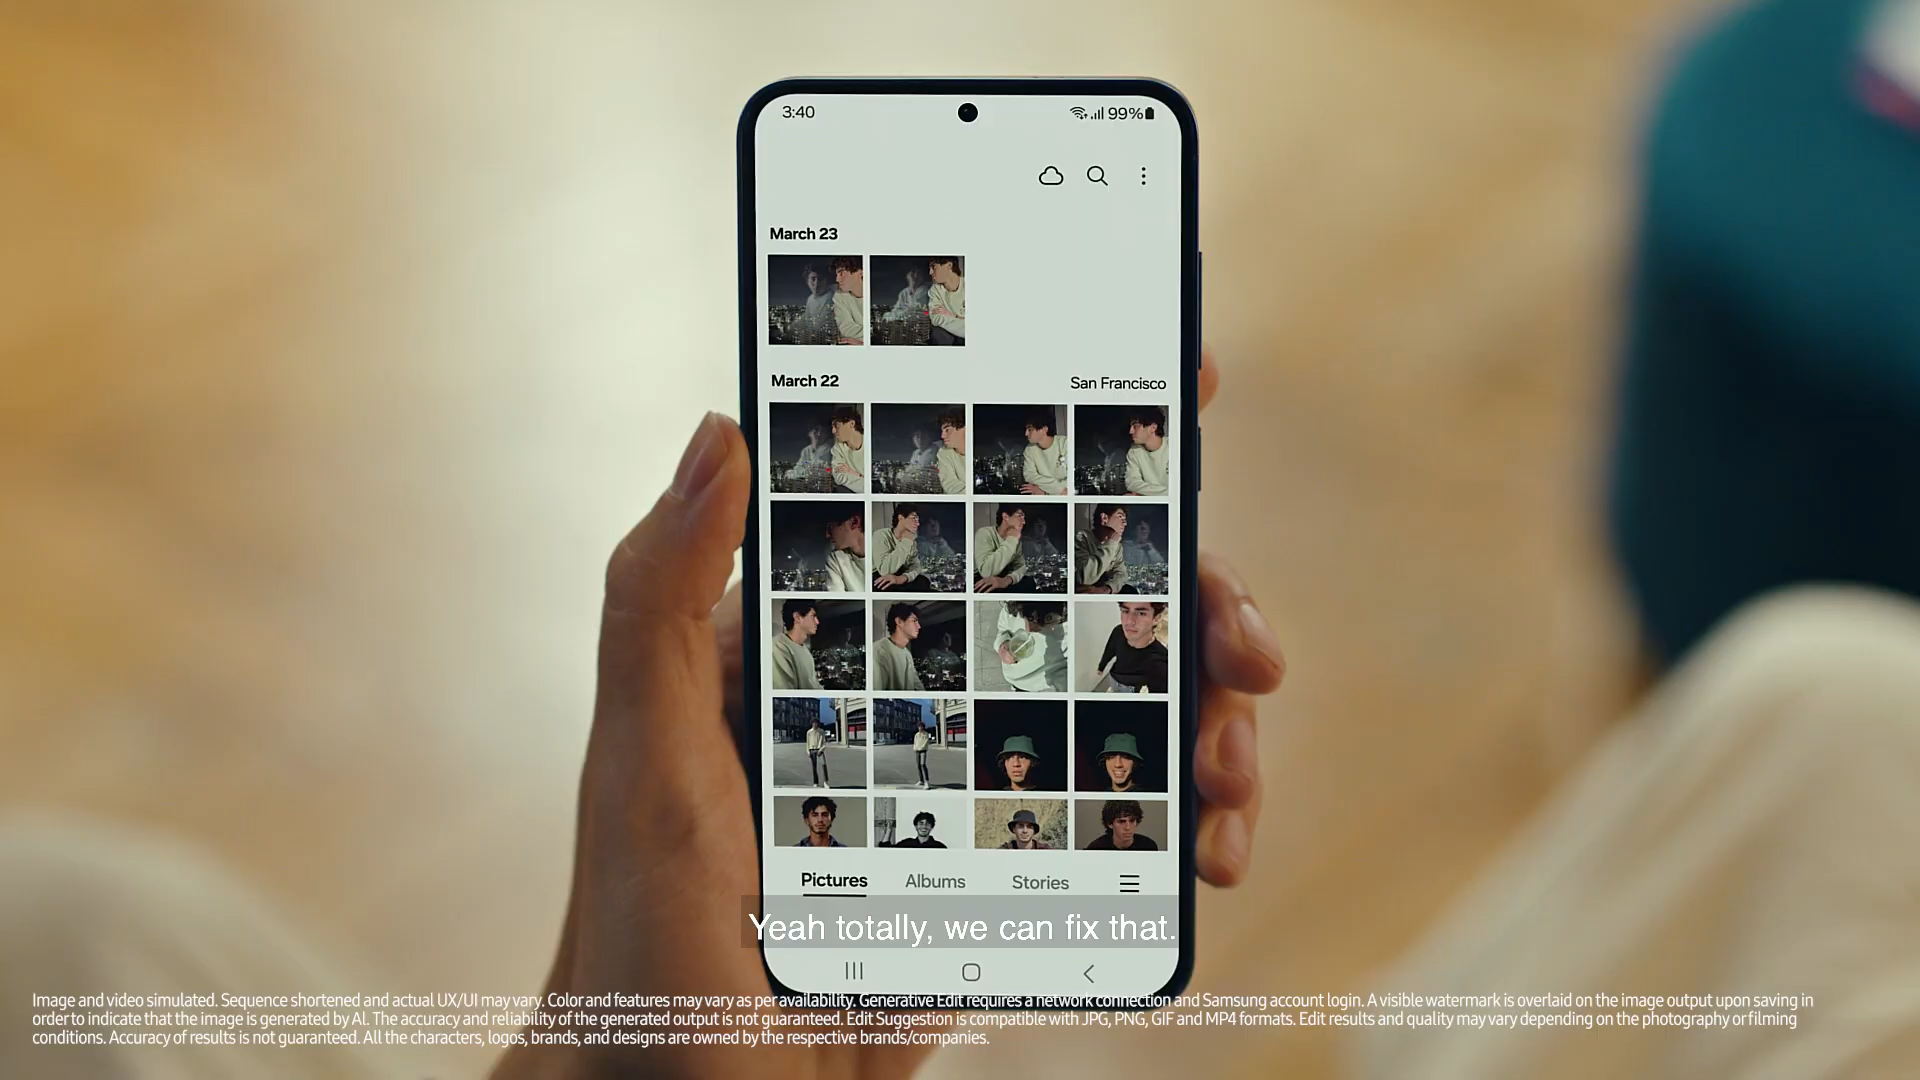 3:40
99%
March 23
March 22
San Francisco
Pictures
Albums
Stories
Yeah totally, we can fix that.
Image and video simulated. Sequence shortened and actual UX/UI may vary. Color and features may vary as per availability. Generative Edit requires a network connection and Samsung account login. A visible watermark is overlaid on the image output upon saving in
order to indicate that the image is generated by AI. The accuracy and reliability of the generated output is not guaranteed. Edit Suggestion is compatible with JPG, PNG, GIF and MP4 formats. Edit results and quality may vary depending on the photography or filming
conditions. Accuracy of results is not guaranteed. All the characters, logos, brands, and designs are owned by the respective brands/companies.